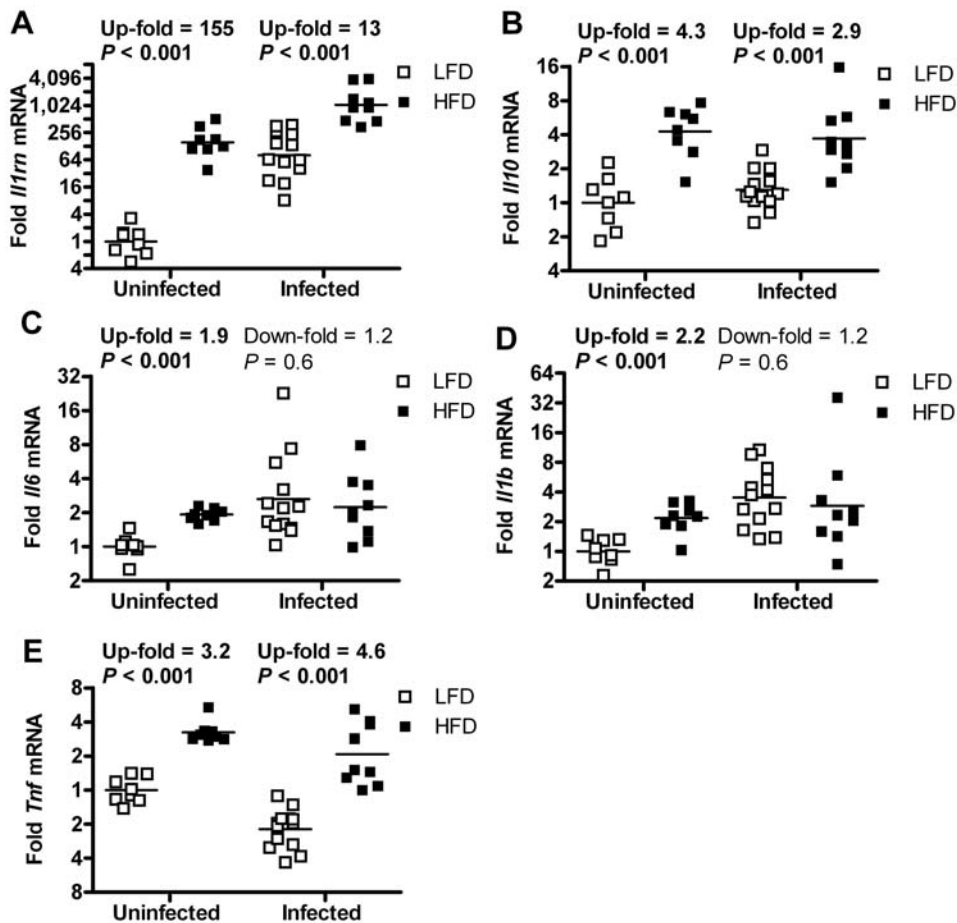 A
Up-fold = 155
P < 0.001
Up-fold = 13
P < 0.001
LFD
HFD
Fold Il1rn mRNA
4,096
1,024
256
64
16
4
1
4
Uninfected
Infected
B
Up-fold = 4.3
P < 0.001
Up-fold = 2.9
P < 0.001
LFD
HFD
Fold Il10 mRNA
16
8
4
2
1
2
4
Uninfected
Infected
C
Up-fold = 1.9
P < 0.001
Down-fold = 1.2
P = 0.6
LFD
HFD
Fold Il6 mRNA
32
16
8
4
2
1
2
Uninfected
Infected
D
Up-fold = 2.2
P < 0.001
Down-fold = 1.2
P = 0.6
LFD
HFD
Fold Il1b mRNA
64
32
16
8
4
2
1
2
Uninfected
Infected
E
Up-fold = 3.2
P < 0.001
Up-fold = 4.6
P < 0.001
LFD
HFD
Fold Tnf mRNA
8
4
2
1
2
4
8
Uninfected
Infected